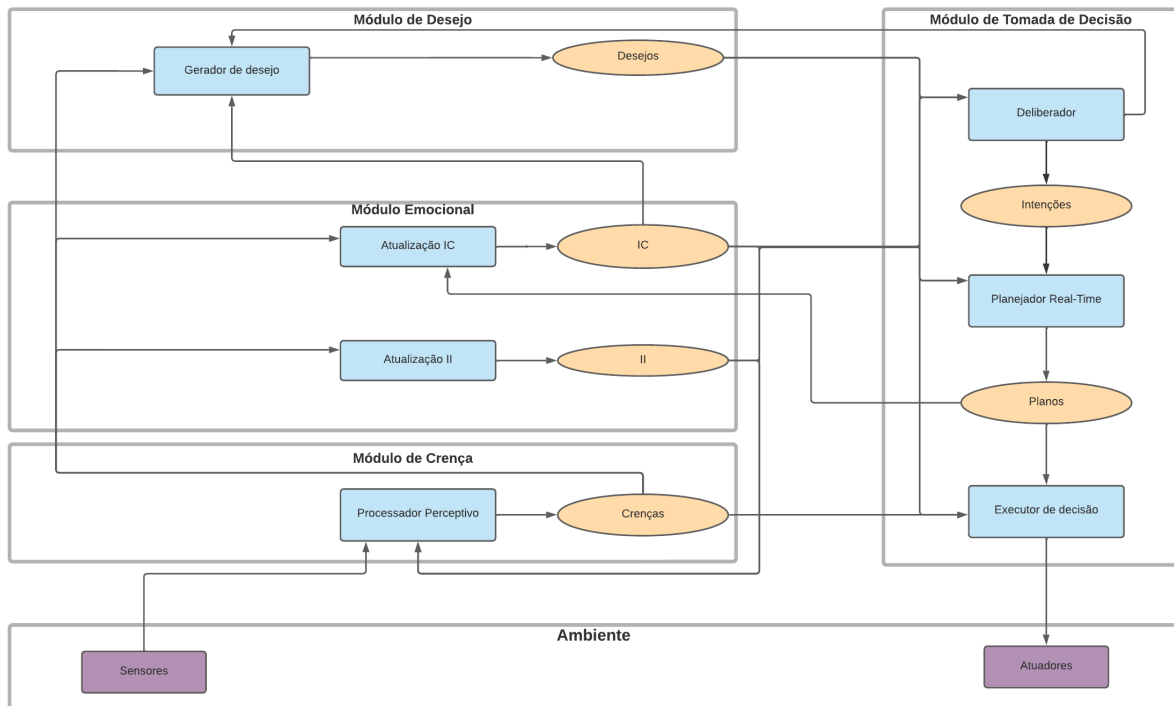 Módulo de Desejo
Módulo de Tomada de Decisão
Gerador de desejo
Desejos
Deliberador
Intenções
Módulo Emocional
Atualização IC
IC
Planejador Real-Time
Atualização II
II
Planos
Módulo de Crença
Processador Perceptivo
Crenças
Executor de decisão
Ambiente
Sensores
Atuadores